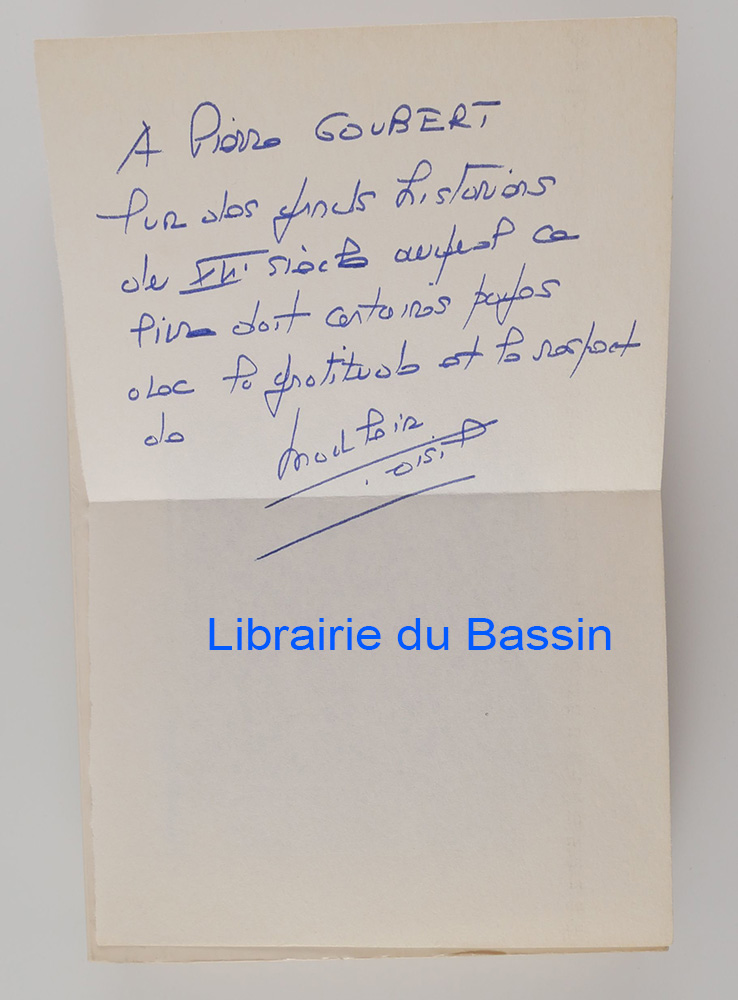 A Pierre GOUBERT
l'un des grands historiens
du XVIIe siècle auquel ce
livre doit certaines pages
avec la gratitude et le respect
de
Librairie du Bassin